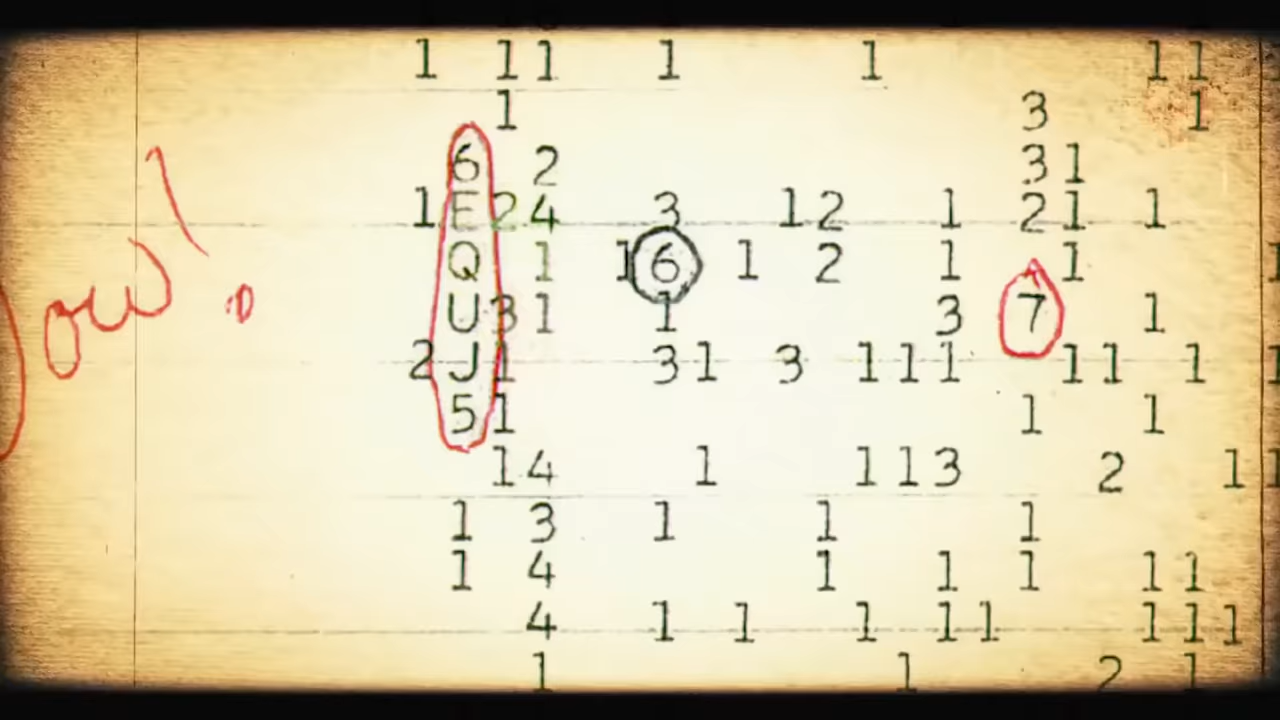 1 11 1 1 11
1 3 1
6 2 31
1E24 3 12 1 21 1
Q 1 16 1 2 1 1 1
U31 1 3 7 1
2J1 31 3 111 11 1 1
51 1 1
14 1 113 2 11
1 3 1 1 1
1 4 1 1 1 11
4 1 1 1 11 111
1 1 2 1